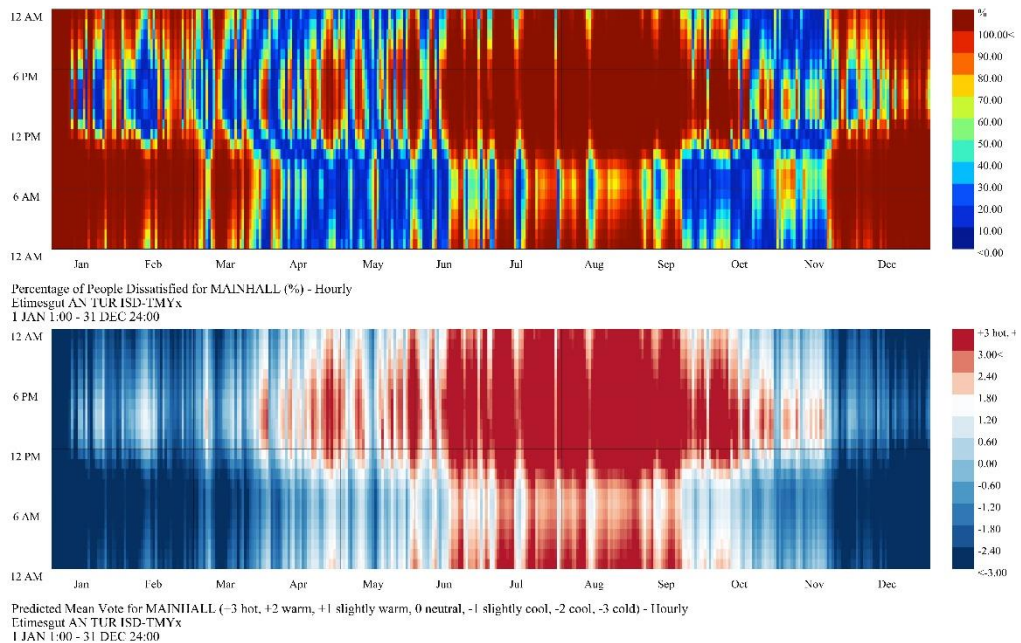 12 AM
6 PM
12 PM
6 AM
12 AM
Jan Feb Mar Apr May Jun Jul Aug Sep Oct Nov Dec
%
100.00<
90.00
80.00
70.00
60.00
50.00
40.00
30.00
20.00
10.00
<0.00
Percentage of People Dissatisfied for MAINHALL (%) - Hourly
Etimesgut AN TUR ISD-TMYx
1 JAN 1:00 - 31 DEC 24:00
12 AM
6 PM
12 PM
6 AM
12 AM
Jan Feb Mar Apr May Jun Jul Aug Sep Oct Nov Dec
+3 hot, +
3.00<
2.40
1.80
1.20
0.60
0.00
-0.60
-1.20
-1.80
-2.40
<-3.00
Predicted Mean Vote for MAINHALL (+3 hot, +2 warm, +1 slightly warm, 0 neutral, -1 slightly cool, -2 cool, -3 cold) - Hourly
Etimesgut AN TUR ISD-TMYx
1 JAN 1:00 - 31 DEC 24:00